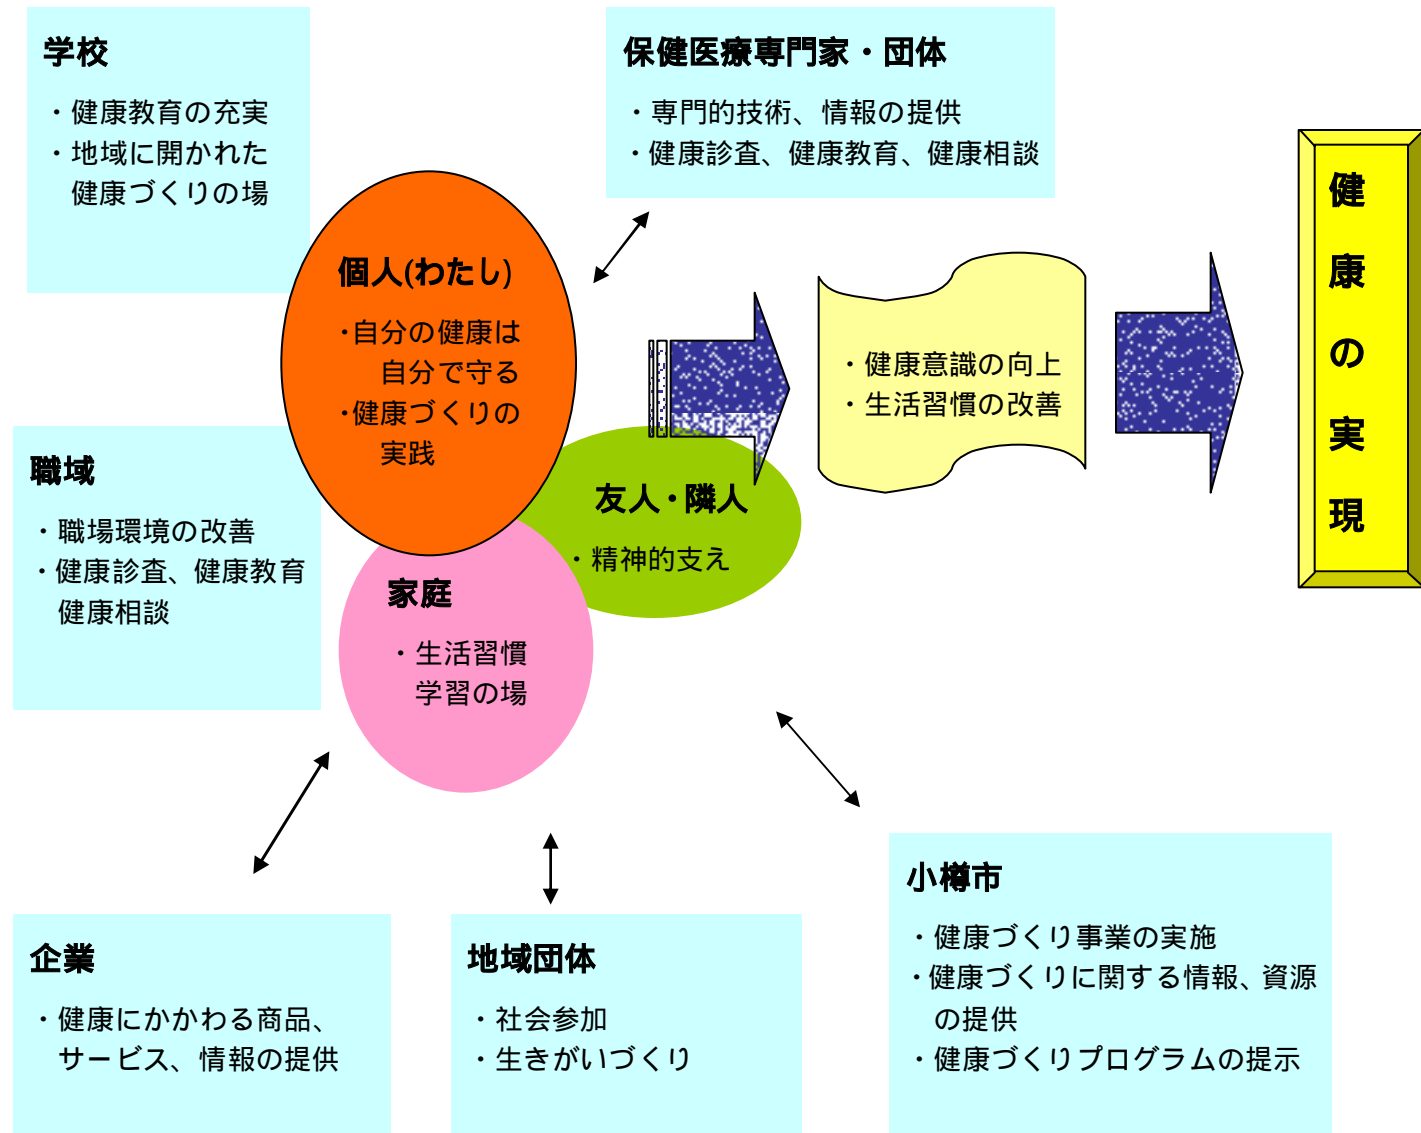 学校
・健康教育の充実
・地域に開かれた
健康づくりの場
保健医療専門家・団体
・専門的技術、情報の提供
・健康診査、健康教育、健康相談
個人(わたし)
・自分の健康は
自分で守る
・健康づくりの
実践
・健康意識の向上
・生活習慣の改善
健康の実現
職域
・職場環境の改善
・健康診査、健康教育
健康相談
友人・隣人
・精神的支え
家庭
・生活習慣
学習の場
企業
・健康にかかわる商品、
サービス、情報の提供
地域団体
・社会参加
・生きがいづくり
小樽市
・健康づくり事業の実施
・健康づくりに関する情報、資源
の提供
・健康づくりプログラムの提示